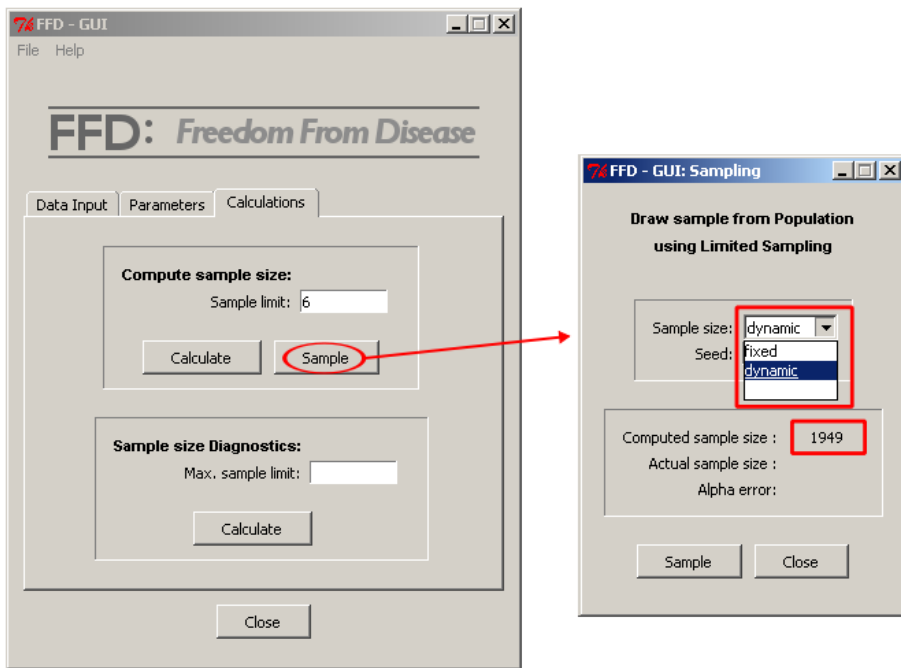 FFD - GUI
File Help
FFD: Freedom From Disease
Data Input Parameters Calculations
Compute sample size:
Sample limit: 6
Calculate Sample
Sample size Diagnostics:
Max. sample limit:
Calculate
Close
FFD - GUI: Sampling
Draw sample from Population
using Limited Sampling
Sample size: dynamic
Seed: fixed
dynamic
Computed sample size : 1949
Actual sample size :
Alpha error:
Sample Close